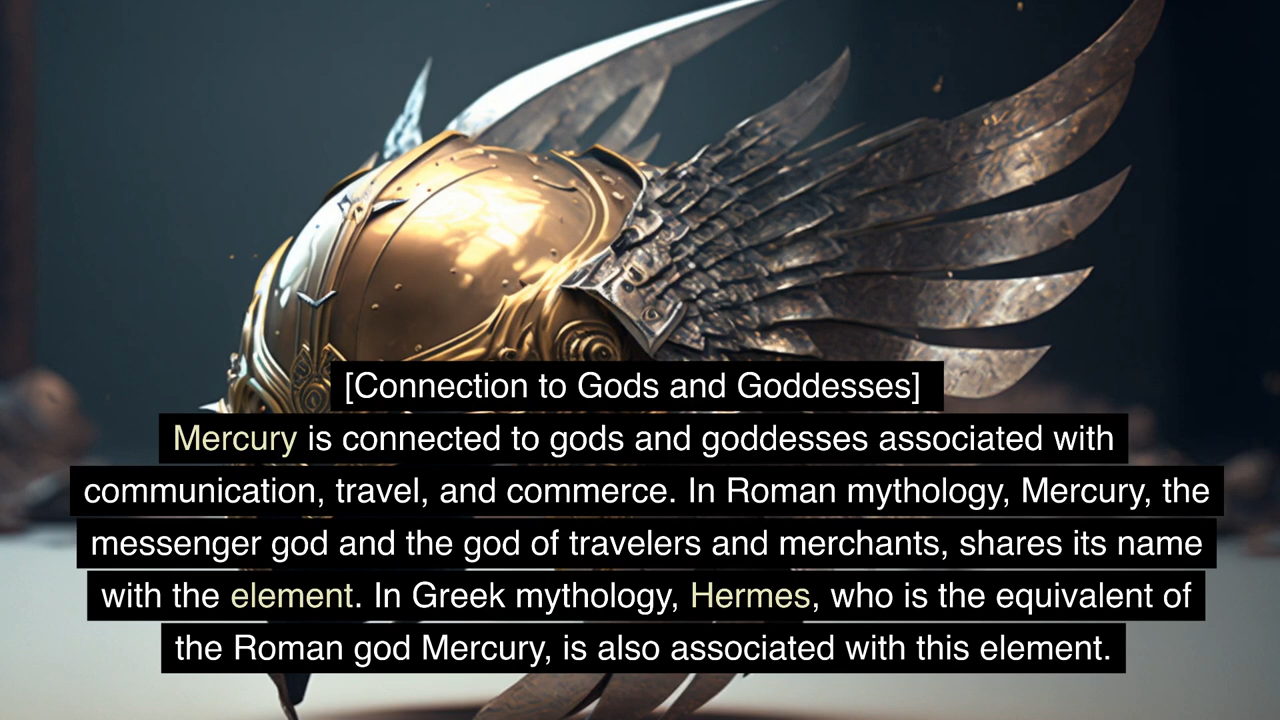 [Connection to Gods and Goddesses]
Mercury is connected to gods and goddesses associated with
communication, travel, and commerce. In Roman mythology, Mercury, the
messenger god and the god of travelers and merchants, shares its name
with the element. In Greek mythology, Hermes, who is the equivalent of
the Roman god Mercury, is also associated with this element.